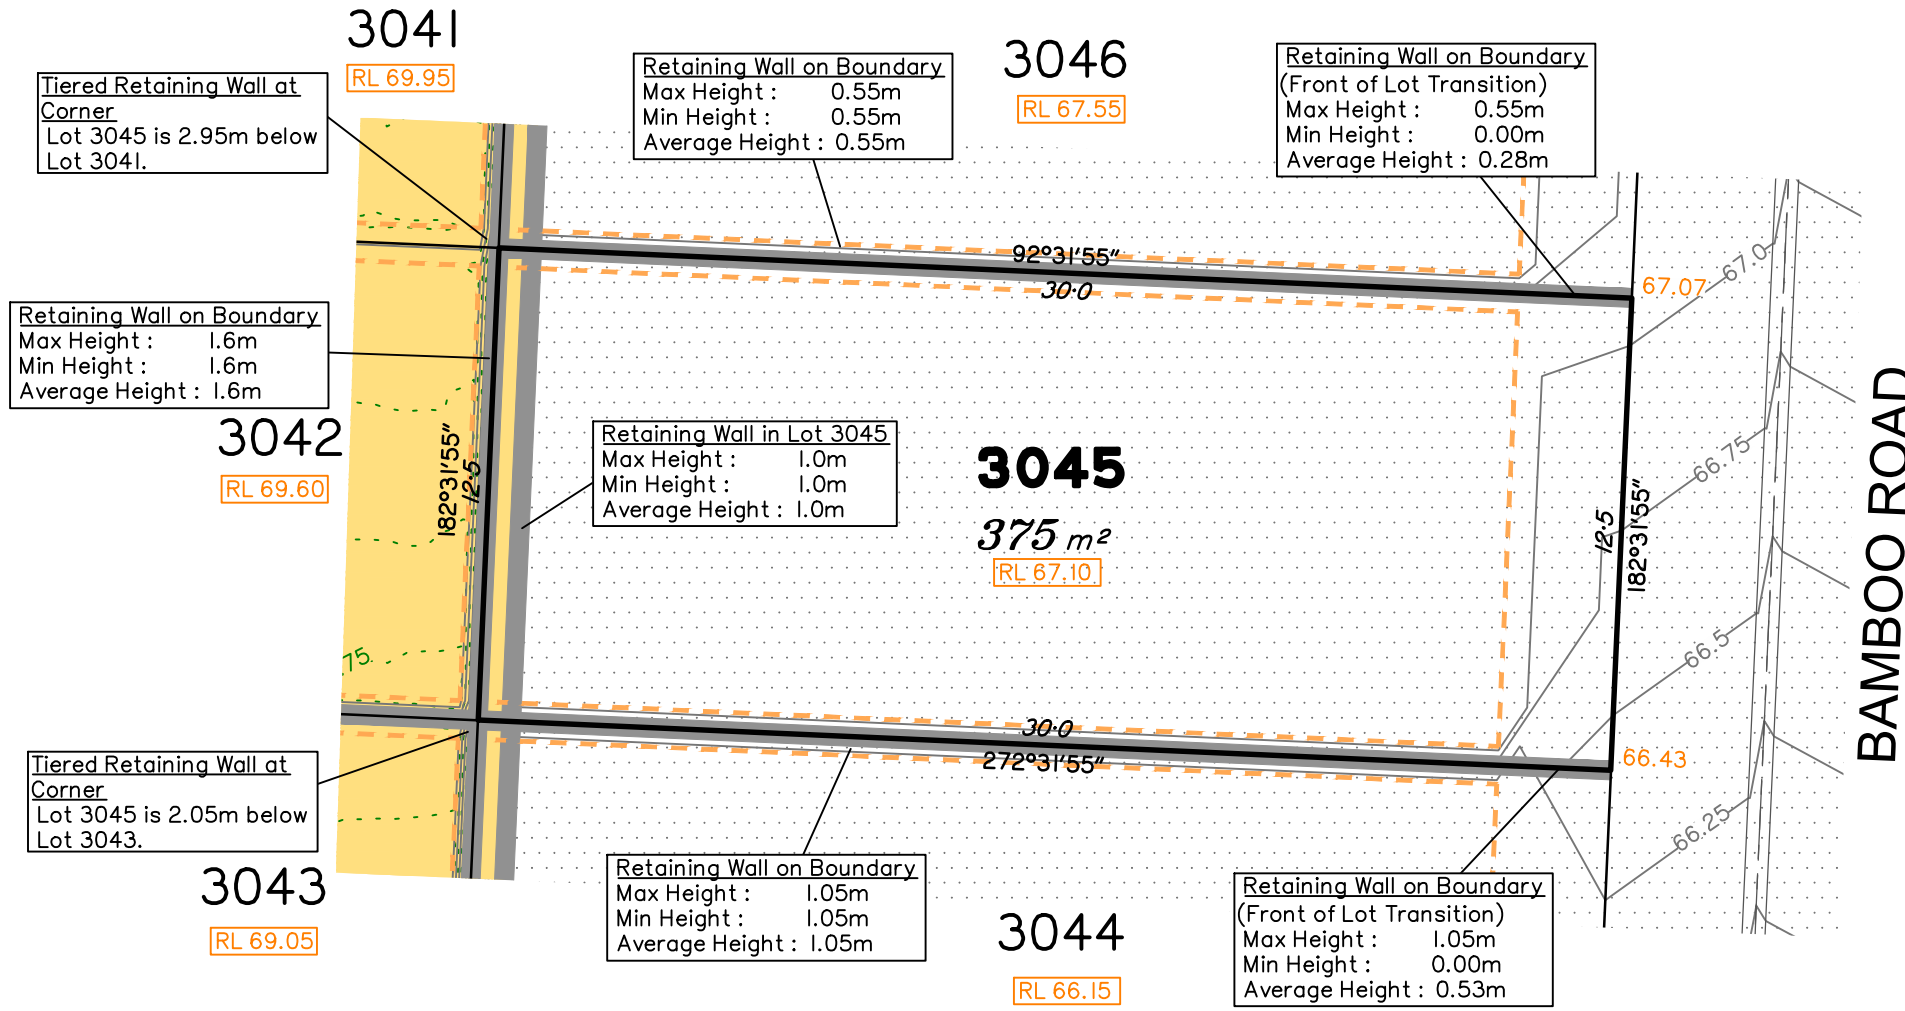 3041
RL 69.95
3046
RL 67.55
Tiered Retaining Wall at
Corner
Lot 3045 is 2.95m below
Lot 3041.
Retaining Wall on Boundary
Max Height : 0.55m
Min Height : 0.55m
Average Height : 0.55m
Retaining Wall on Boundary
(Front of Lot Transition)
Max Height : 0.55m
Min Height : 0.00m
Average Height : 0.28m
92°31'55"
30·0
67.07
67.0
Retaining Wall on Boundary
Max Height : 1.6m
Min Height : 1.6m
Average Height : 1.6m
3042
RL 69.60
182°31'55"
12·5
Retaining Wall in Lot 3045
Max Height : 1.0m
Min Height : 1.0m
Average Height : 1.0m
3045
375 m²
RL 67.10
12·5
182°31'55"
66.75
66.5
66.25
BAMBOO ROAD
75
30·0
272°31'55"
66.43
Tiered Retaining Wall at
Corner
Lot 3045 is 2.05m below
Lot 3043.
3043
RL 69.05
Retaining Wall on Boundary
Max Height : 1.05m
Min Height : 1.05m
Average Height : 1.05m
3044
RL 66.15
Retaining Wall on Boundary
(Front of Lot Transition)
Max Height : 1.05m
Min Height : 0.00m
Average Height : 0.53m